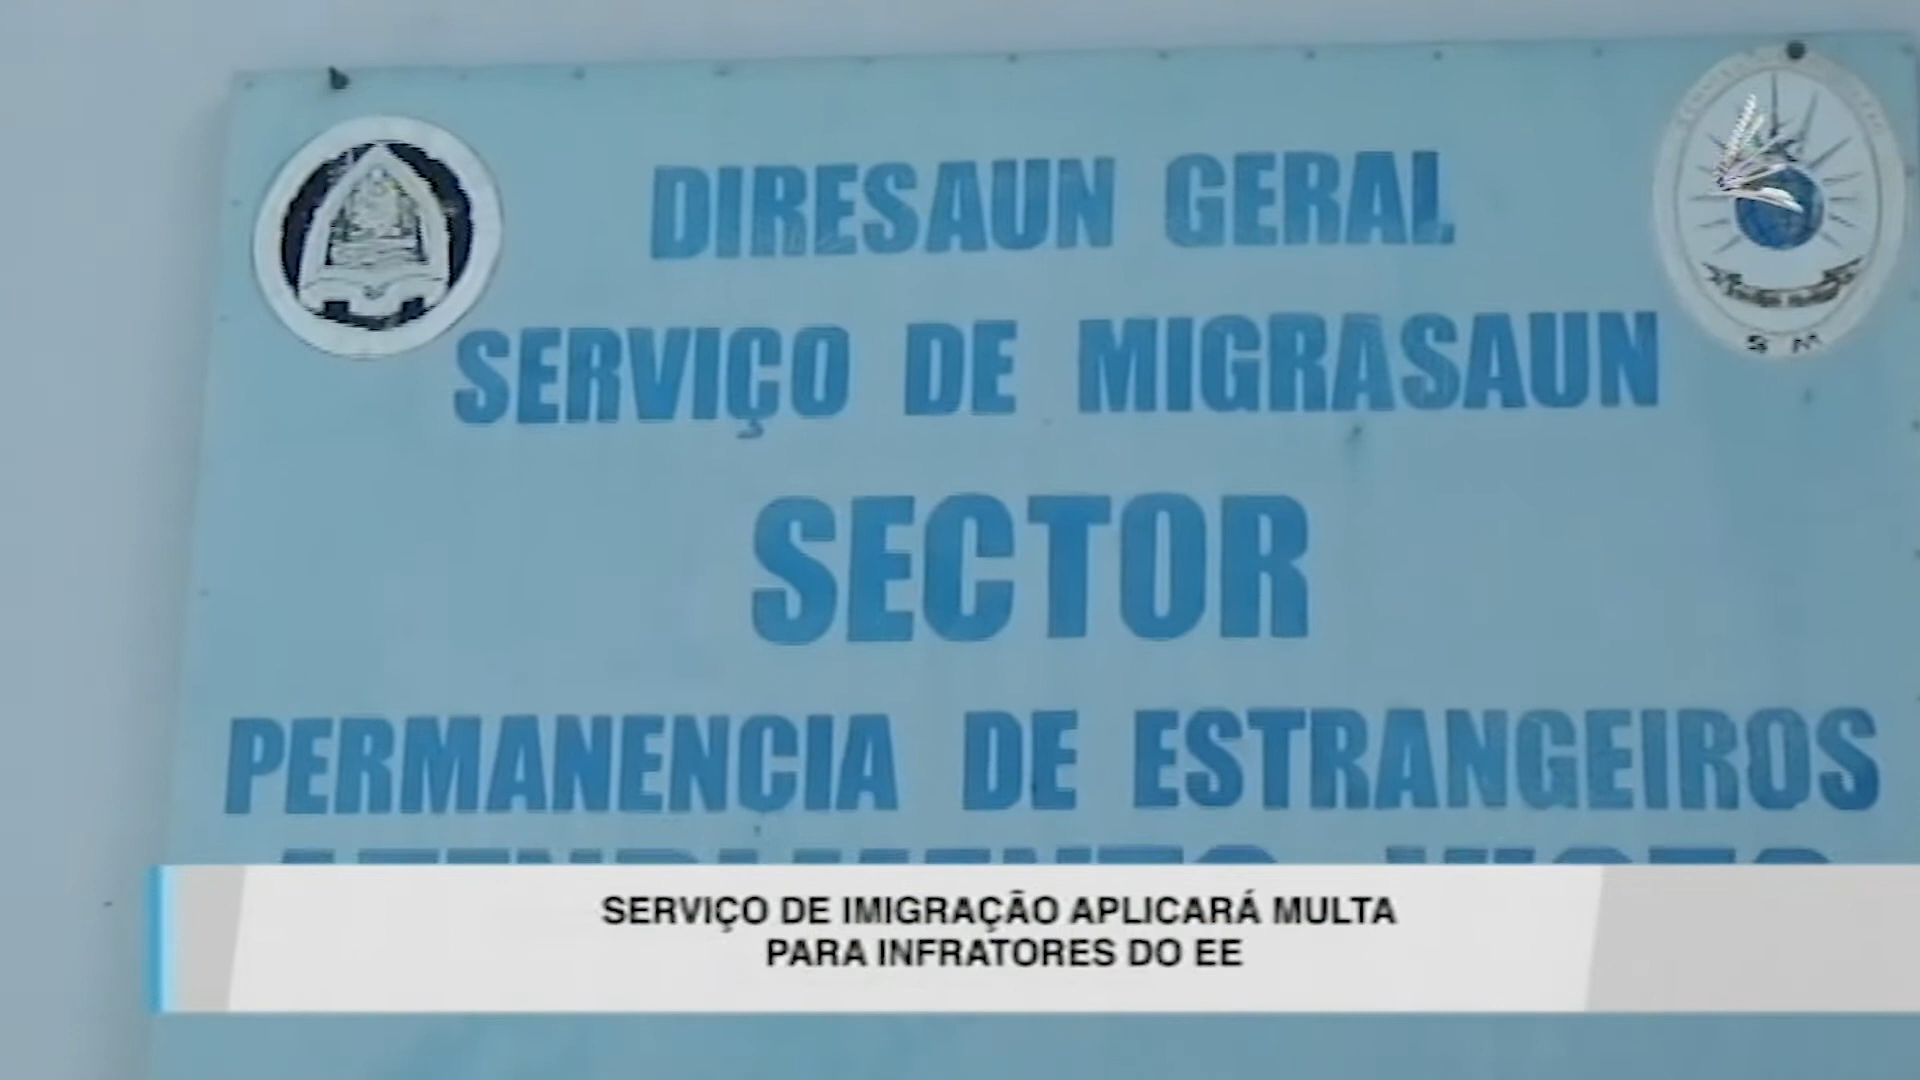 DIRESAUN GERAL
SERVIÇO DE MIGRASAUN
SECTOR
PERMANENCIA DE ESTRANGEIROS
SERVIÇO DE IMIGRAÇÃO APLICARÁ MULTA
PARA INFRATORES DO EE
S M